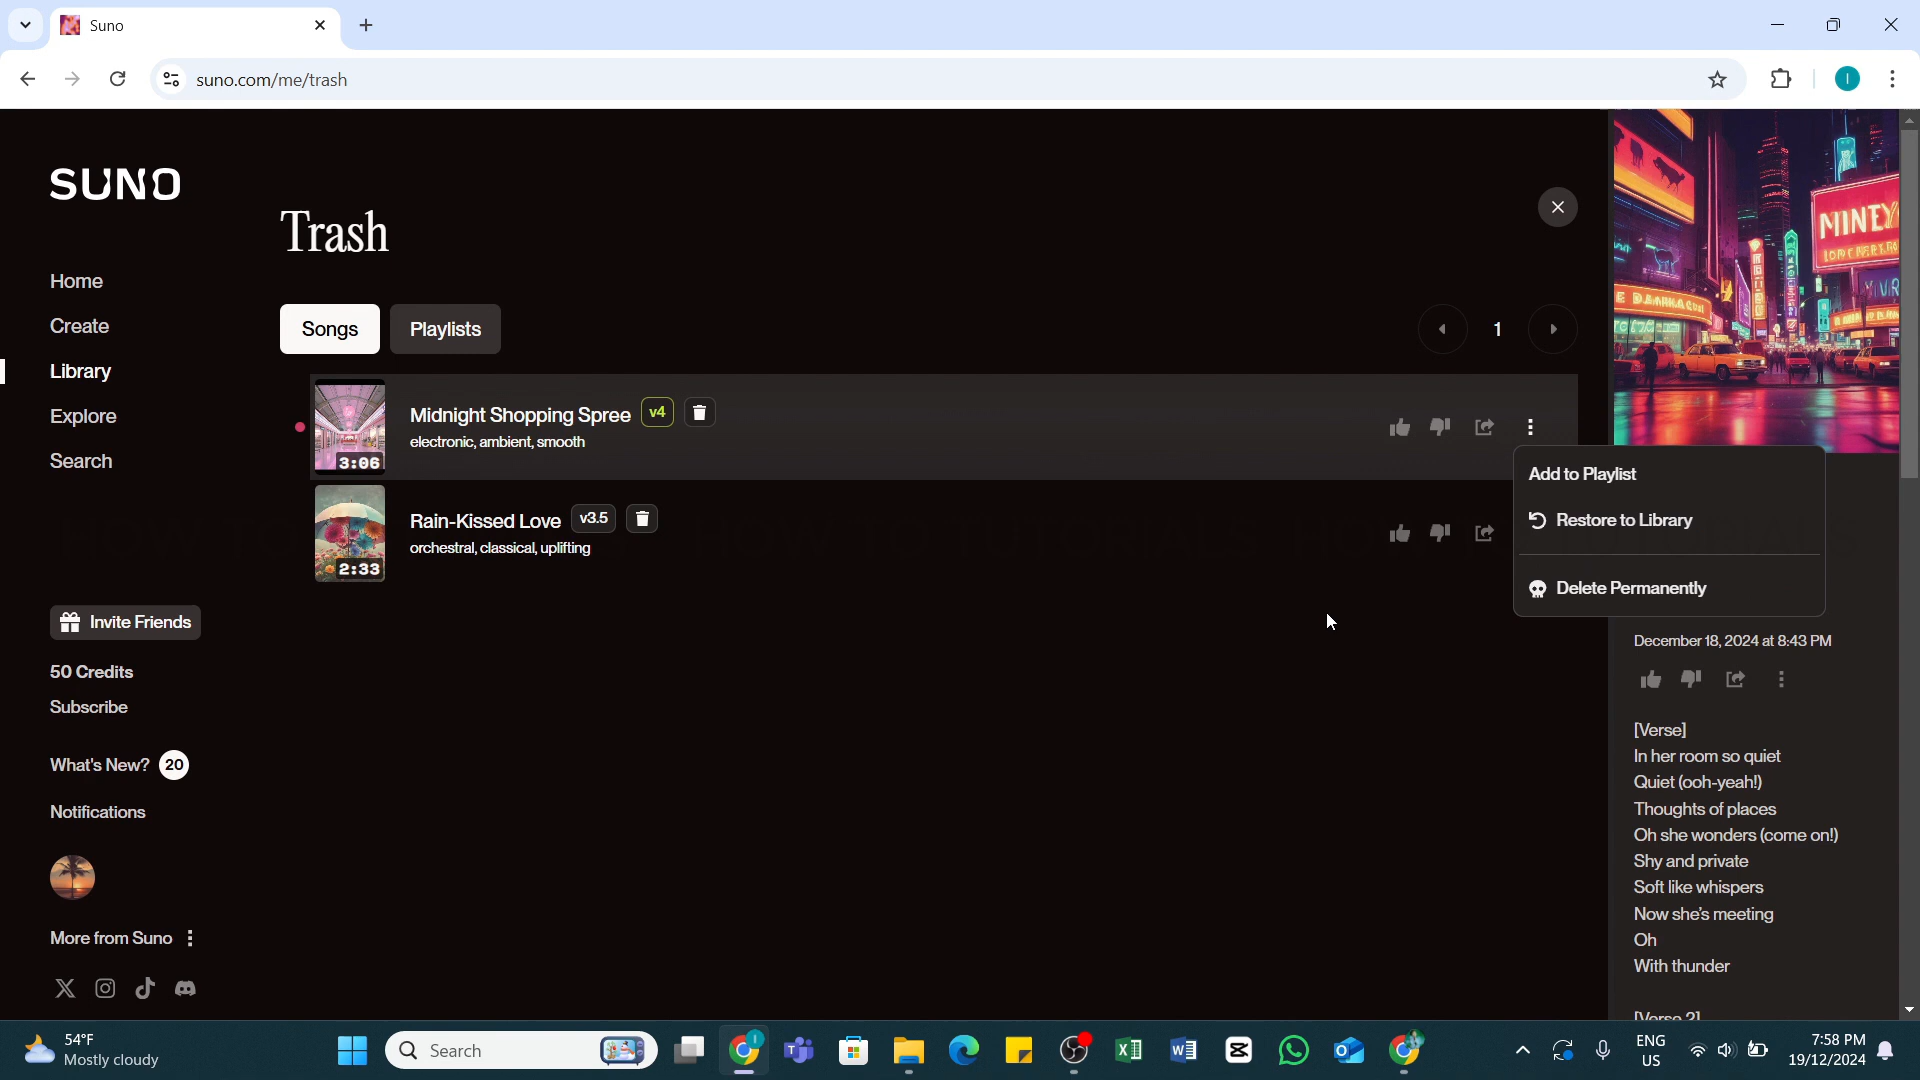 Suno
suno.com/me/trash
I
SUNO
Home
Create
Library
Explore
Search
Invite Friends
50 Credits
Subscribe
What's New? 20
Notifications
More from Suno
Trash
Songs
Playlists
1
Midnight Shopping Spree v4
electronic, ambient, smooth
3:06
Rain-Kissed Love v3.5
orchestral, classical, uplifting
2:33
Add to Playlist
Restore to Library
Delete Permanently
MINEY
December 18, 2024 at 8:43 PM
[Verse]
In her room so quiet
Quiet (ooh-yeah!)
Thoughts of places
Oh she wonders (come on!)
Shy and private
Soft like whispers
Now she's meeting
Oh
With thunder
[Verse 2]
54°F
Mostly cloudy
Search
ENG
US
7:58 PM
19/12/2024